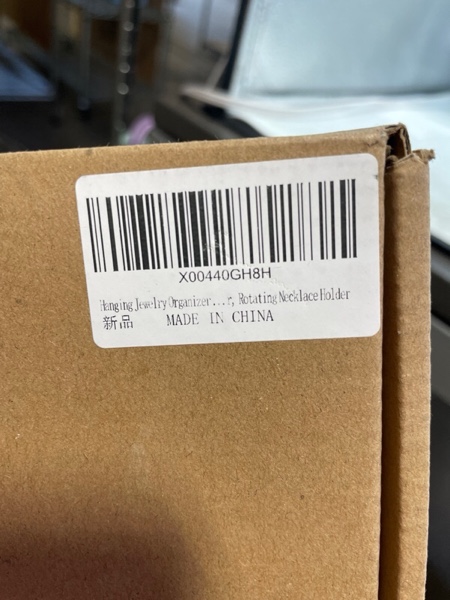 X00440GH8H
Hanging Jewelry Organizer...r, Rotating Necklace Holder
新品 MADE IN CHINA